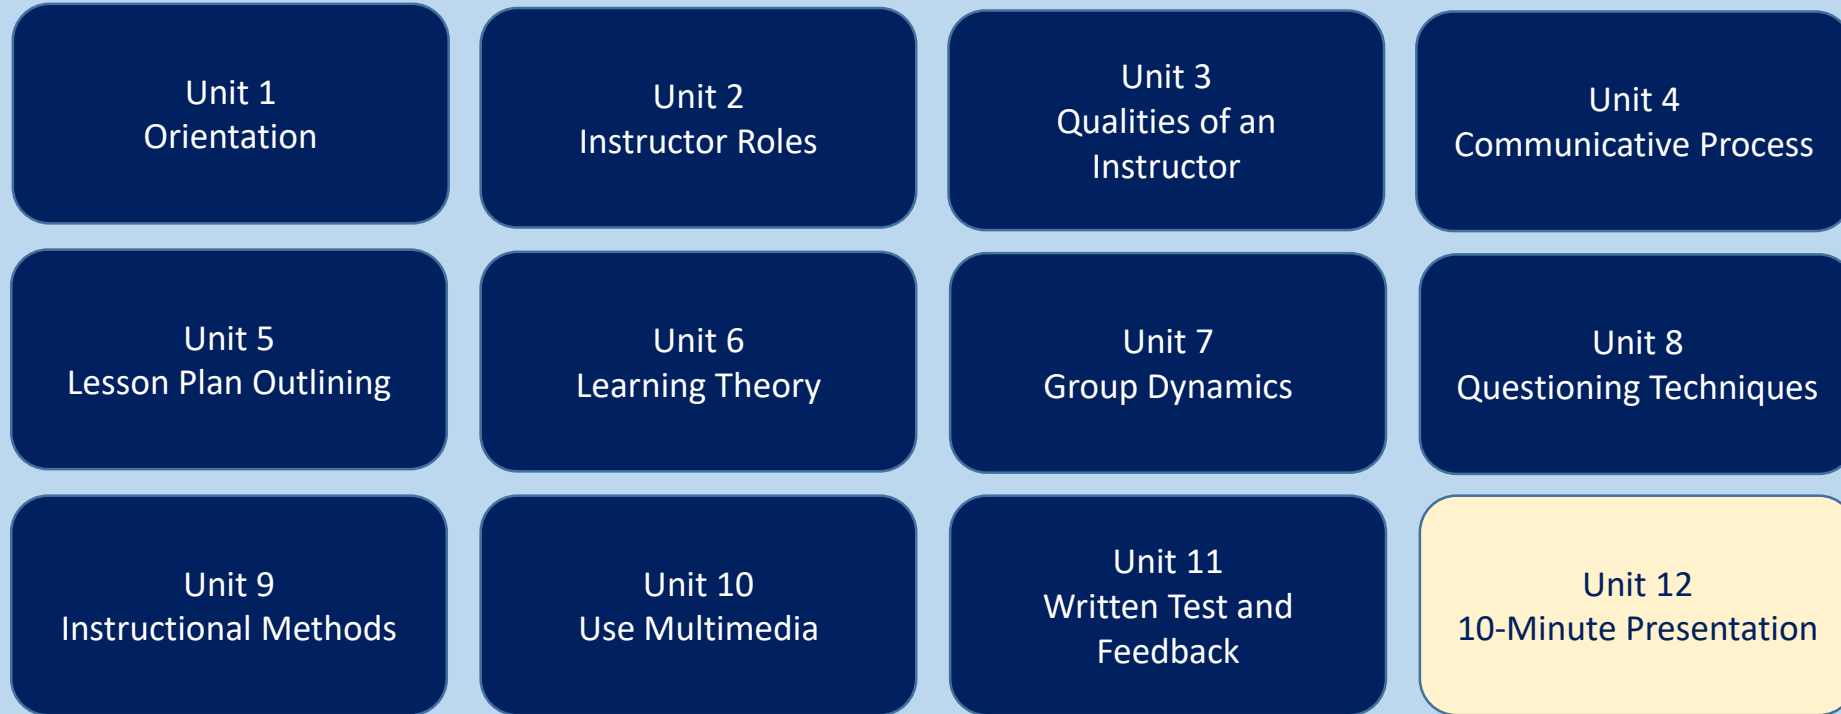 Unit 1
Orientation
Unit 2
Instructor Roles
Unit 3
Qualities of an
Instructor
Unit 4
Communicative Process
Unit 5
Lesson Plan Outlining
Unit 6
Learning Theory
Unit 7
Group Dynamics
Unit 8
Questioning Techniques
Unit 9
Instructional Methods
Unit 10
Use Multimedia
Unit 11
Written Test and
Feedback
Unit 12
10-Minute Presentation